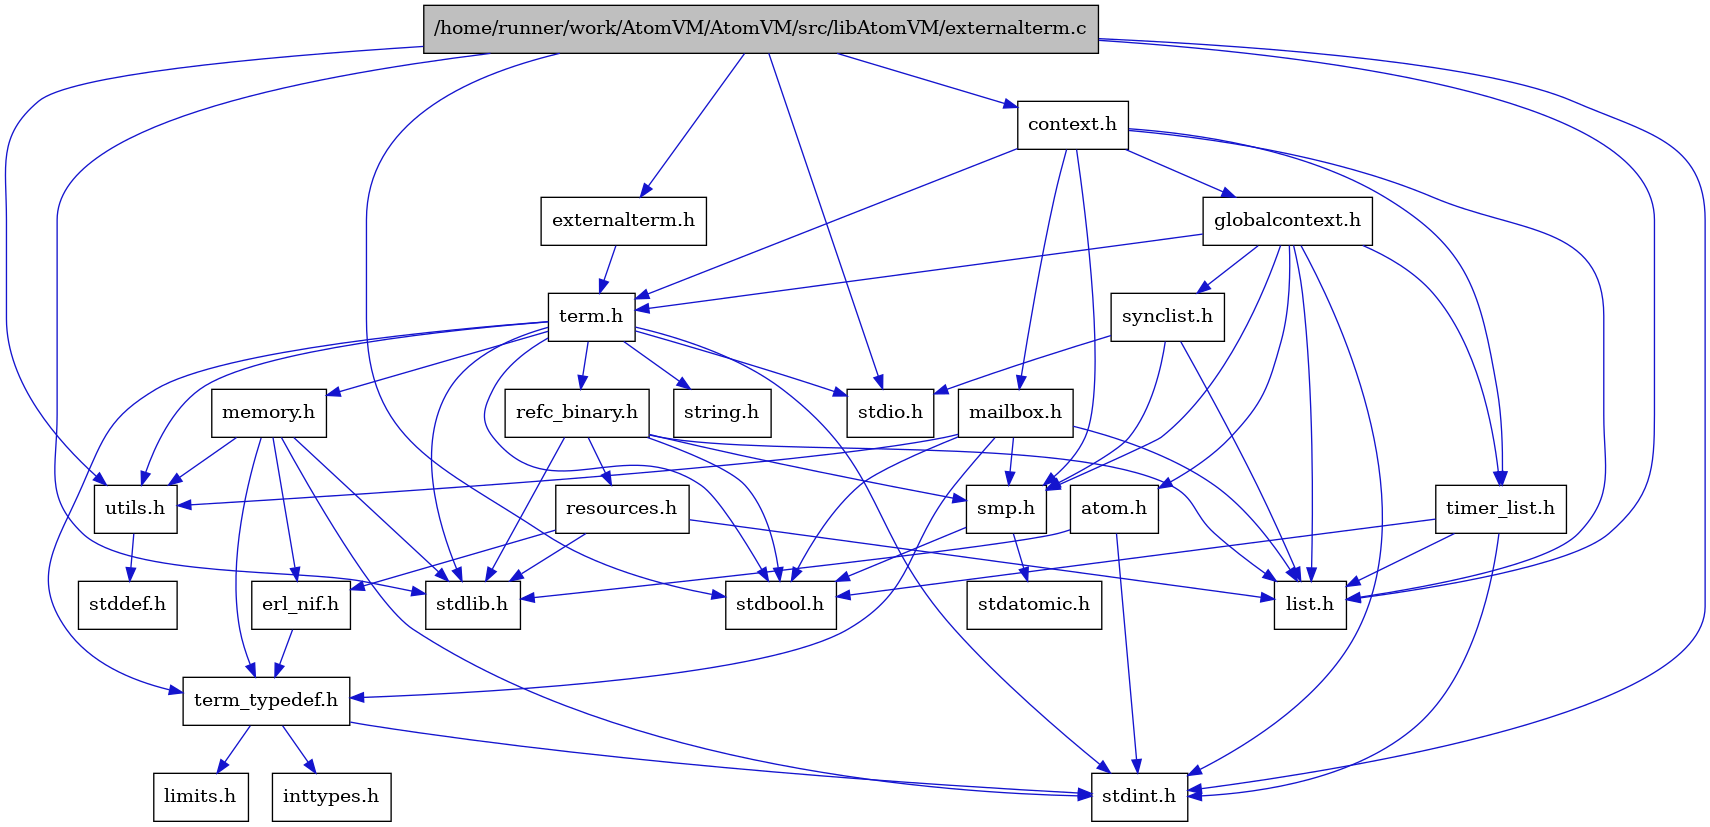 /home/runner/work/AtomVM/AtomVM/src/libAtomVM/externalterm.c
context.h
externalterm.h
globalcontext.h
term.h
synclist.h
memory.h
refc_binary.h
string.h
stdio.h
mailbox.h
utils.h
resources.h
smp.h
atom.h
timer_list.h
stddef.h
erl_nif.h
stdlib.h
stdbool.h
stdatomic.h
list.h
term_typedef.h
limits.h
inttypes.h
stdint.h